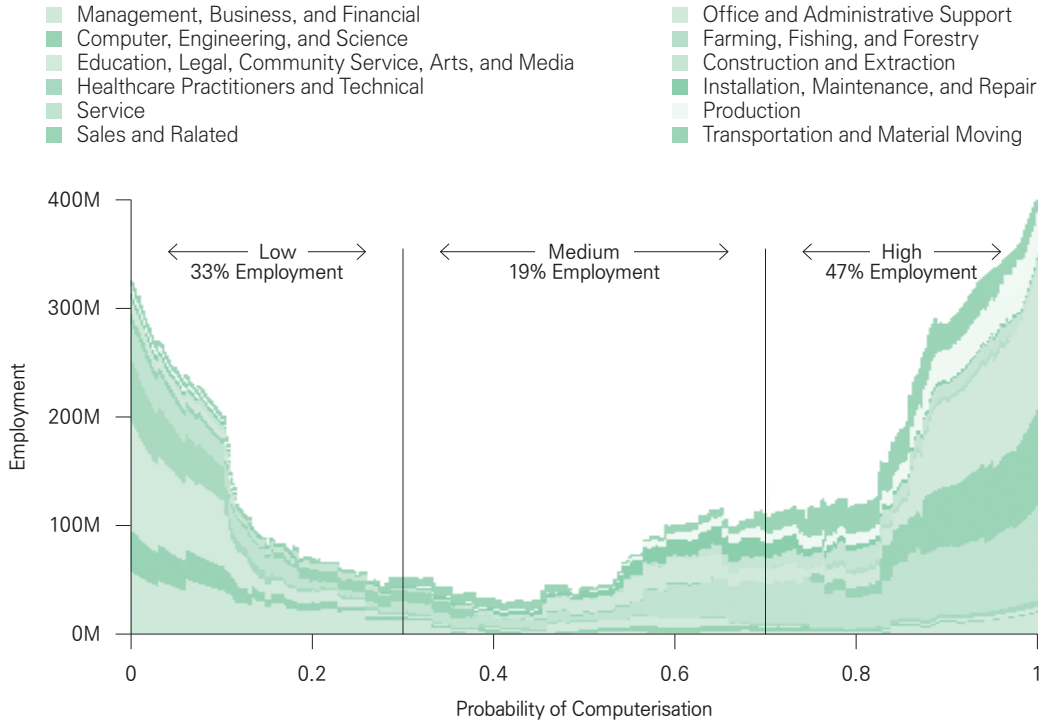 Management, Business, and Financial
Computer, Engineering, and Science
Education, Legal, Community Service, Arts, and Media
Healthcare Practitioners and Technical
Service
Sales and Ralated
Office and Administrative Support
Farming, Fishing, and Forestry
Construction and Extraction
Installation, Maintenance, and Repair
Production
Transportation and Material Moving
400M
300M
200M
100M
0M
Employment
Low
33% Employment
Medium
19% Employment
High
47% Employment
0
0.2
0.4
0.6
0.8
1
Probability of Computerisation